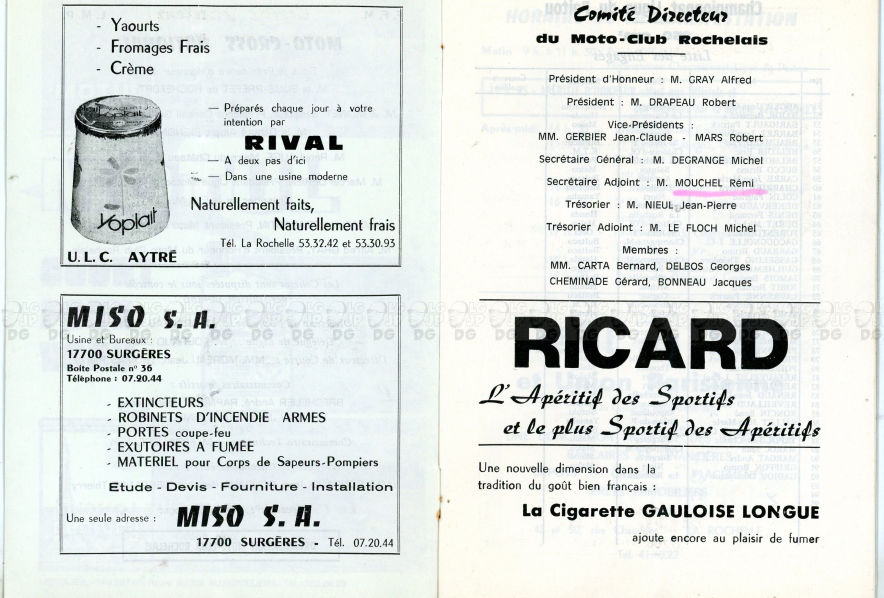 - Yaourts
- Fromages Frais
- Crème
Yoplait
yoplait
— Préparés chaque jour à votre
intention par
RIVAL
— A deux pas d'ici
— Dans une usine moderne
Naturellement faits,
Naturellement frais
Tél. La Rochelle 53.32.42 et 53.30.93
U.L.C. AYTRÉ
MISO S.A.
Usine et Bureaux :
17700 SURGÈRES
Boite Postale n° 36
Télèphone : 07.20.44
- EXTINCTEURS
- ROBINETS D'INCENDIE ARMES
- PORTES coupe-feu
- EXUTOIRES A FUMÉE
- MATERIEL pour Corps de Sapeurs-Pompiers
Etude - Devis - Fourniture - Installation
Une seule adresse : MISO S.A.
17700 SURGÈRES - Tél. 07.20.44
Comité Directeur
du Moto-Club Rochelais
Président d'Honneur : M. GRAY Alfred
Président : M. DRAPEAU Robert
Vice-Présidents :
MM. GERBIER Jean-Claude - MARS Robert
Secrétaire Général : M. DEGRANGE Michel
Secrétaire Adjoint : M. MOUCHEL Rémi
Trésorier : M. NIEUL Jean-Pierre
Trésorier Adjoint : M. LE FLOCH Michel
Membres :
MM. CARTA Bernard, DELBOS Georges
CHEMINADE Gérard, BONNEAU Jacques
RICARD
L'Apéritif des Sportifs
et le plus Sportif des Apéritifs
Une nouvelle dimension dans la
tradition du goût bien français :
La Cigarette GAULOISE LONGUE
ajoute encore au plaisir de fumer